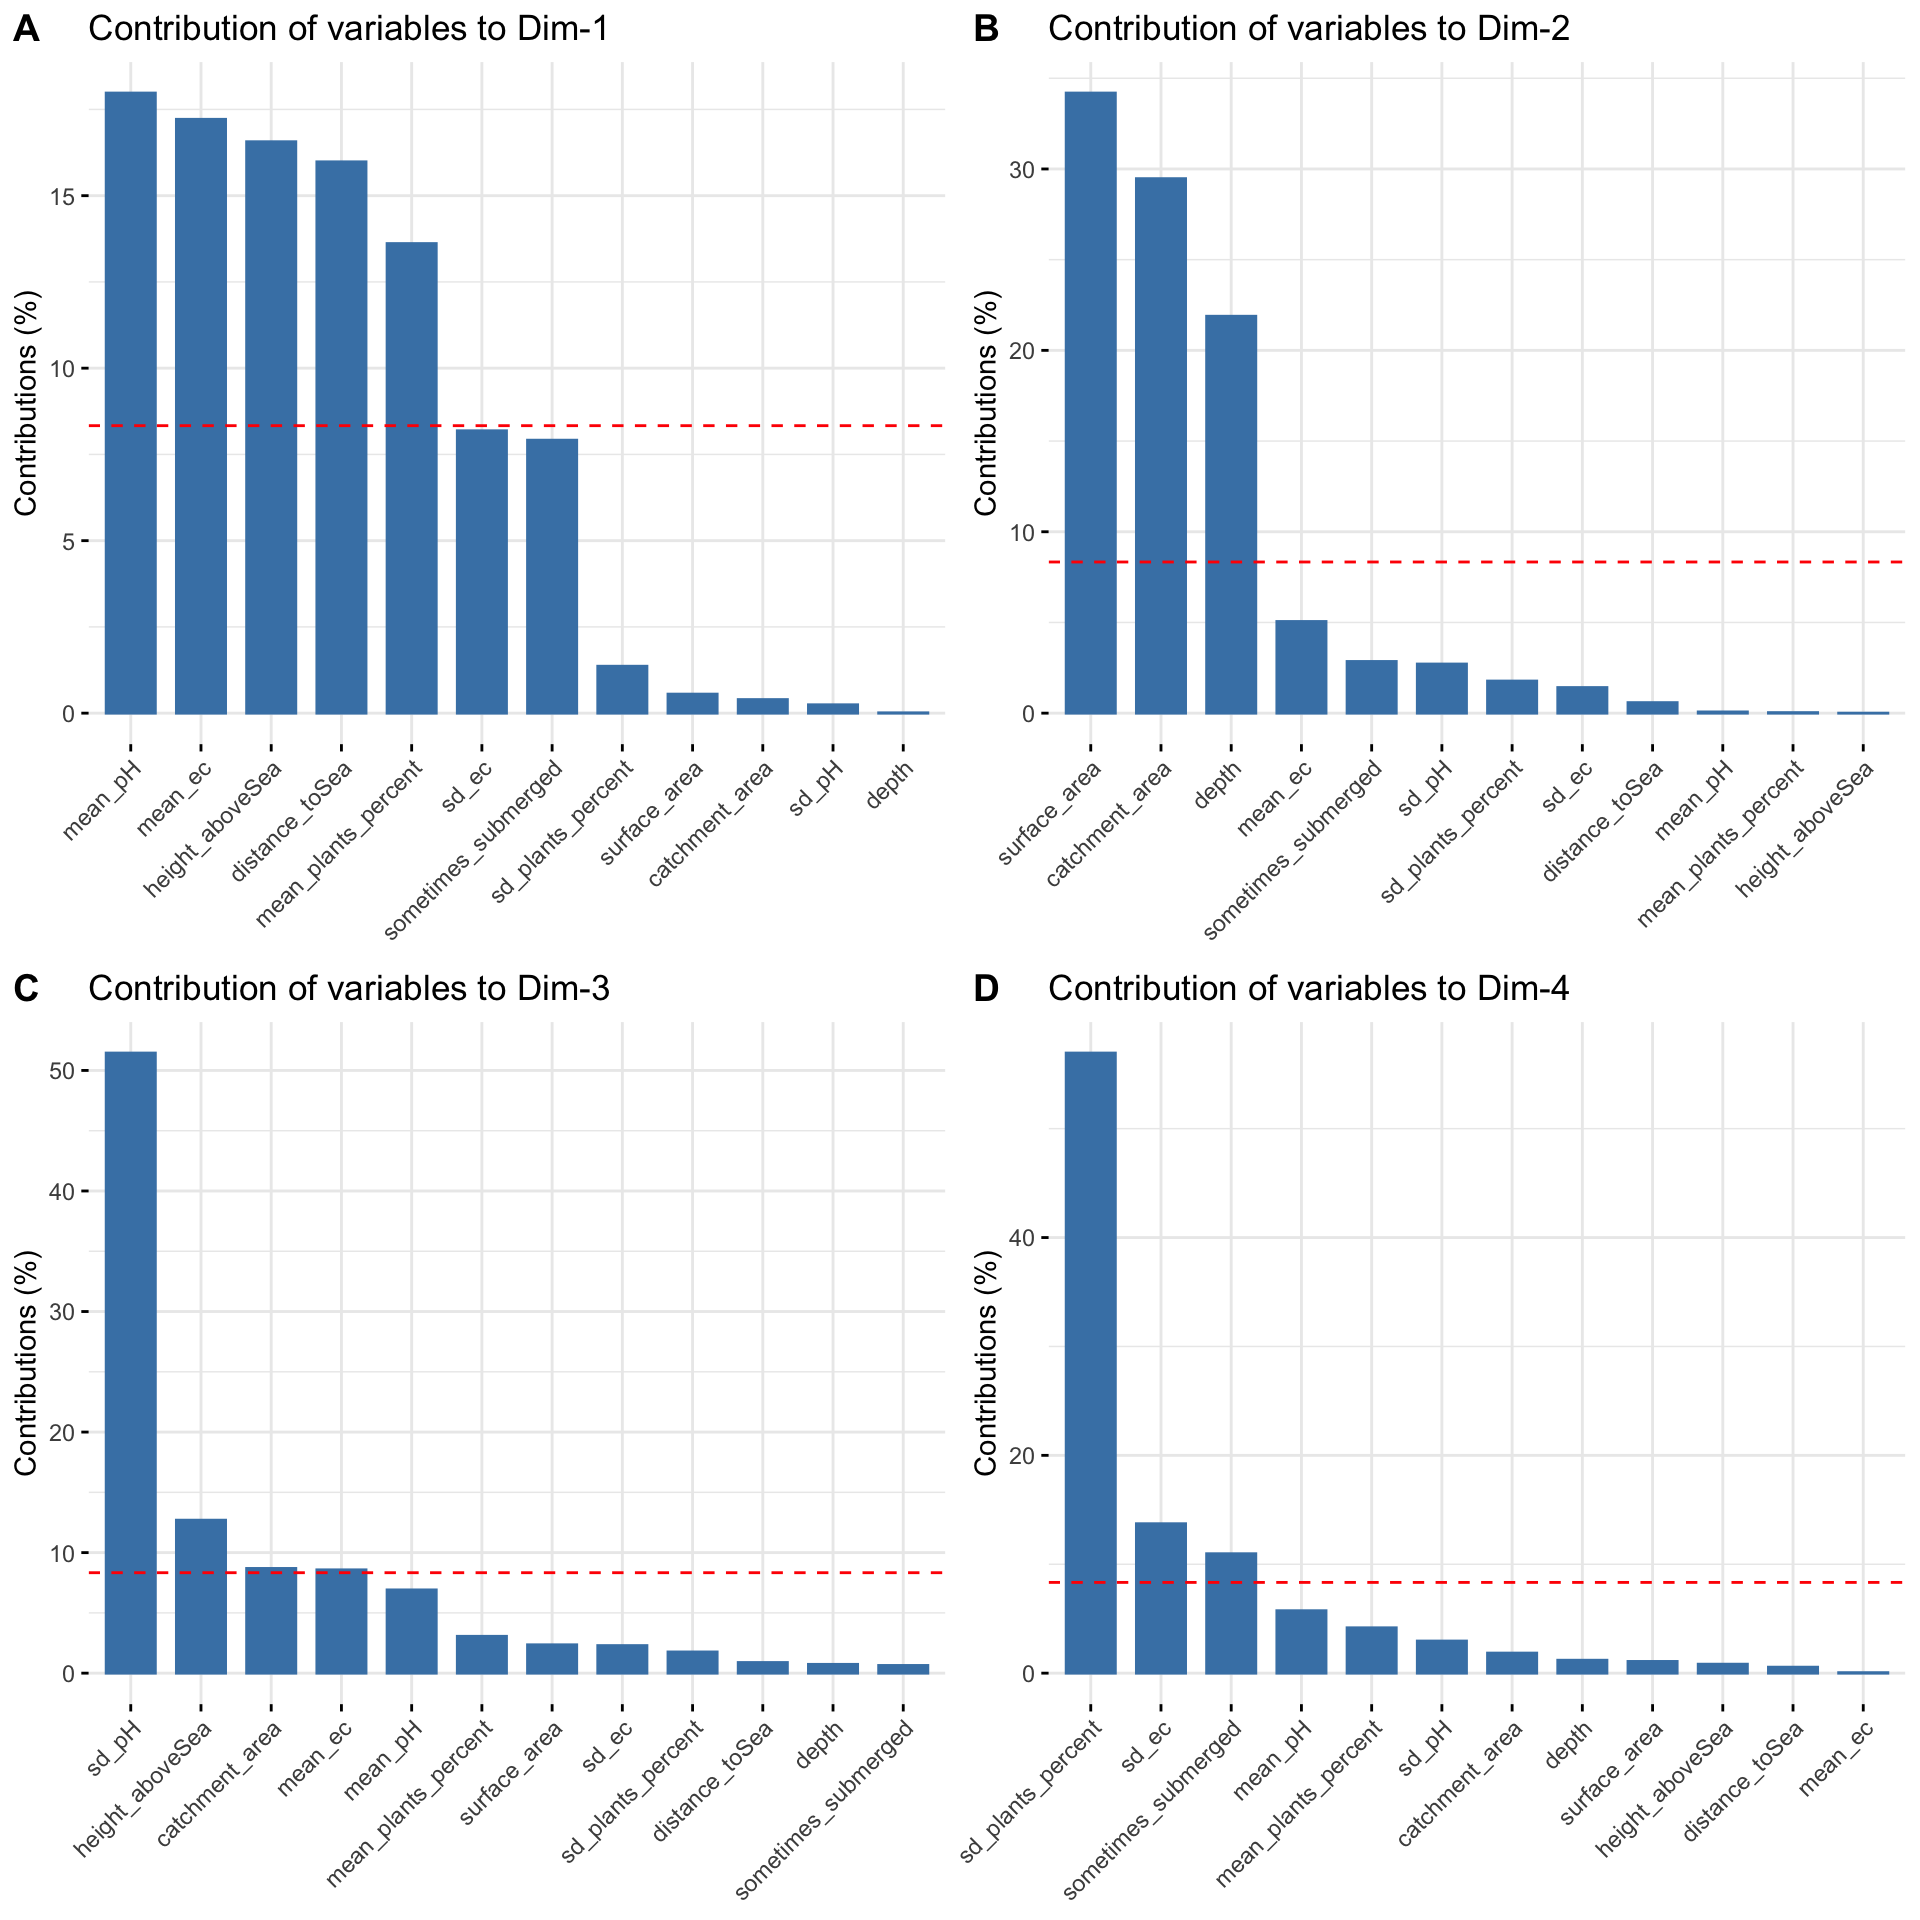 A Contribution of variables to Dim-1
Contributions (%)
15
10
5
0
mean_pH
mean_ec
height_aboveSea
distance_toSea
mean_plants_percent
sd_ec
sometimes_submerged
sd_plants_percent
surface_area
catchment_area
sd_pH
depth
B Contribution of variables to Dim-2
Contributions (%)
30
20
10
0
surface_area
catchment_area
depth
mean_ec
sometimes_submerged
sd_pH
sd_plants_percent
sd_ec
distance_toSea
mean_pH
mean_plants_percent
height_aboveSea
C Contribution of variables to Dim-3
Contributions (%)
50
40
30
20
10
0
sd_pH
height_aboveSea
catchment_area
mean_ec
mean_pH
mean_plants_percent
surface_area
sd_ec
sd_plants_percent
distance_toSea
depth
sometimes_submerged
D Contribution of variables to Dim-4
Contributions (%)
40
20
0
sd_plants_percent
sd_ec
sometimes_submerged
mean_pH
mean_plants_percent
sd_pH
catchment_area
depth
surface_area
height_aboveSea
distance_toSea
mean_ec